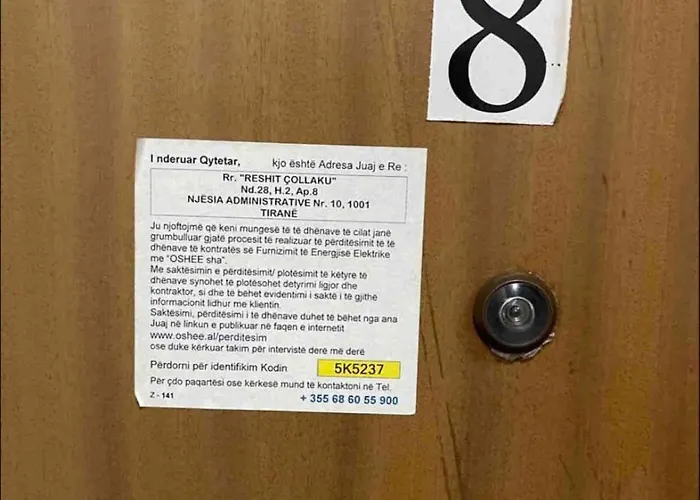 8
I nderuar Qytetar, kjo është Adresa Juaj e Re :
Rr. "RESHIT ÇOLLAKU"
Nd.28, H.2, Ap.8
NJËSIA ADMINISTRATIVE Nr. 10, 1001
TIRANË
Ju njoftojmë që keni mungesë të të dhënave të cilat janë
grumbulluar gjatë procesit të realizuar të përditësimit të të
dhënave të kontratës së Furnizimit të Energjisë Elektrike
me "OSHEE sha".
Me saktësimin e përditësimit/ plotësimit të këtyre të
dhënave synohet të plotësohet detyrimi ligjor dhe
kontraktor, si dhe të bëhet evidentimi i saktë i të gjithë
informacionit lidhur me klientin.
Saktësimi, përditësimi i të dhënave duhet të bëhet nga ana
Juaj në linkun e publikuar në faqen e internetit
www.oshee.al/perditesim
ose duke kërkuar takim për intervistë derë më derë
Përdorni për identifikim Kodin 5K5237
Për çdo paqartësi ose kërkesë mund të kontaktoni në Tel.
Z - 141 + 355 68 60 55 900